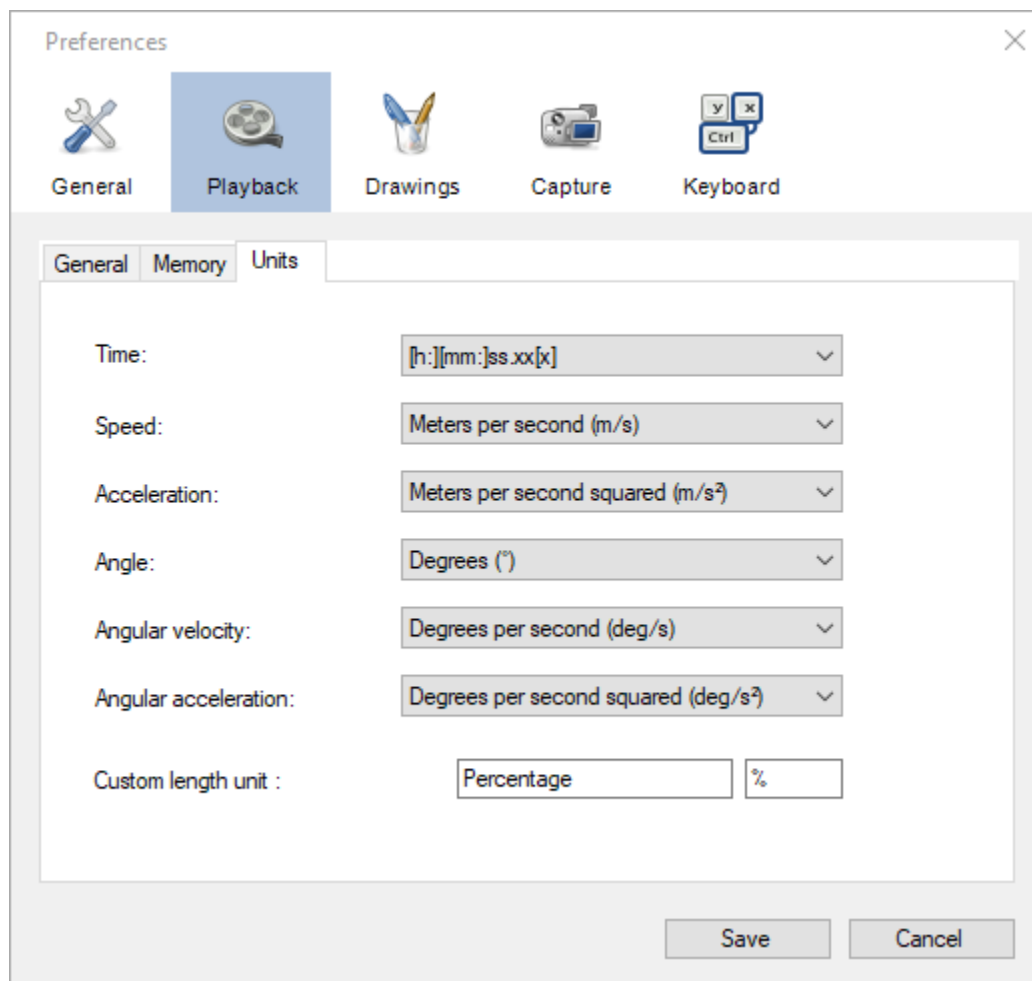 Preferences
y x
Ctrl
General Playback Drawings Capture Keyboard
General Memory Units
Time: [h:][mm:]ss.xx[x]
Speed: Meters per second (m/s)
Acceleration: Meters per second squared (m/s²)
Angle: Degrees (°)
Angular velocity: Degrees per second (deg/s)
Angular acceleration: Degrees per second squared (deg/s²)
Custom length unit : Percentage %
Save Cancel